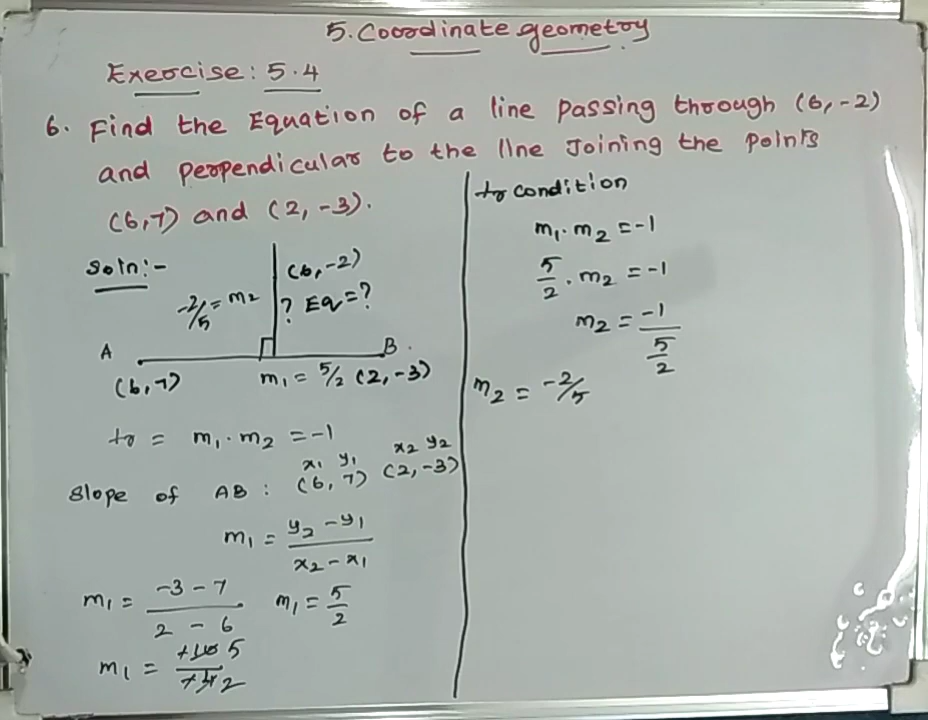 5. Coordinate geometry
Exercise: 5.4
6. Find the Equation of a line passing through (6,-2)
and perpendicular to the line Joining the points
(6,7) and (2,-3).
Soln:-
(6,-2)
-2/5 = m2 ? Eq=?
A B.
(6,7) m1 = 5/2 (2,-3)
= m1. m2 = -1
x1 y1 x2 y2
Slope of AB : (6, 7) (2,-3)
m1 = y2 - y1 / x2 - x1
m1 = -3 - 7 / 2 - 6 m1 = 5/2
m1 = +10 5 / +4 2
condition
m1. m2 = -1
5/2 . m2 = -1
m2 = -1 / 5/2
m2 = -2/5